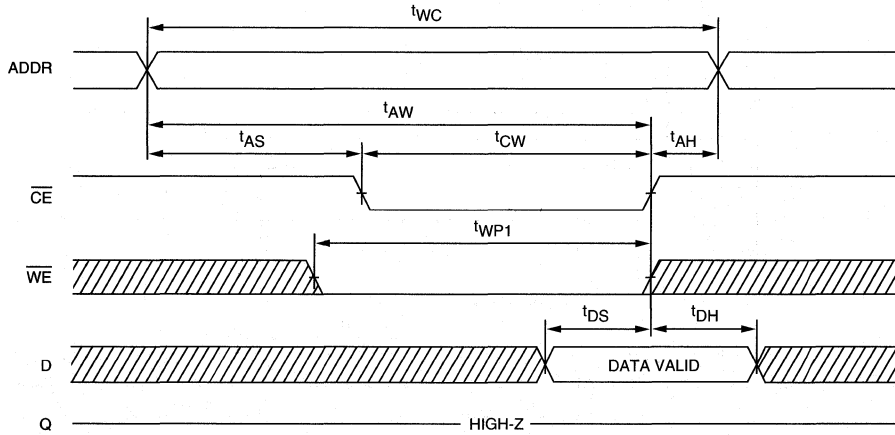 tWC
ADDR
tAW
tAS
tCW
tAH
CE
tWP1
WE
tDS
tDH
D
DATA VALID
Q
HIGH-Z